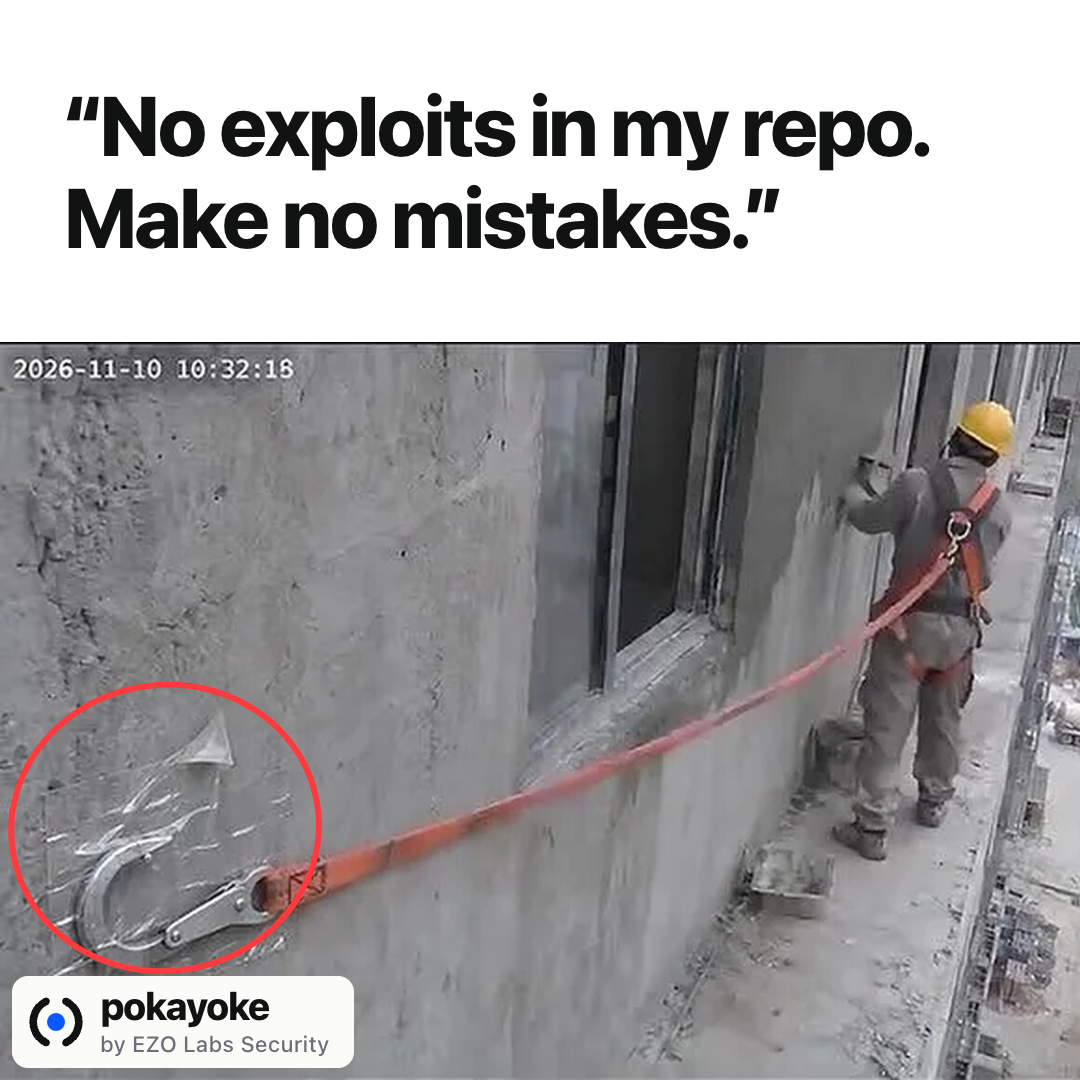 “No exploits in my repo.
Make no mistakes.”
2026-11-10 10:32:18
pokayoke
by EZO Labs Security